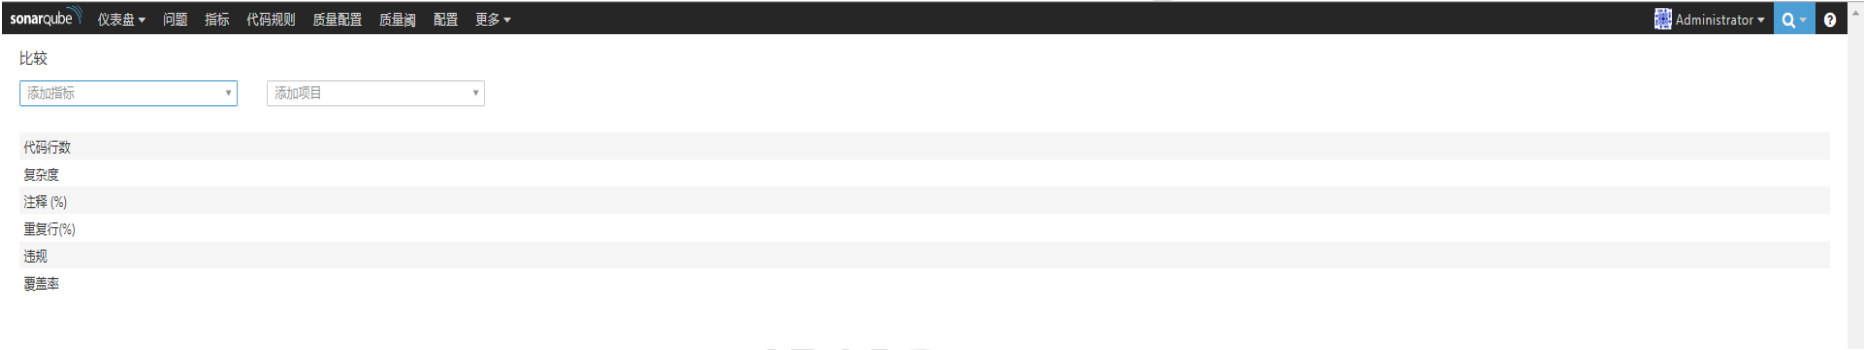 sonarqube 仪表盘 问题 指标 代码规则 质量配置 质量阈 配置 更多 Administrator
比较
添加指标 添加项目
代码行数
复杂度
注释 (%)
重复行(%)
违规
覆盖率